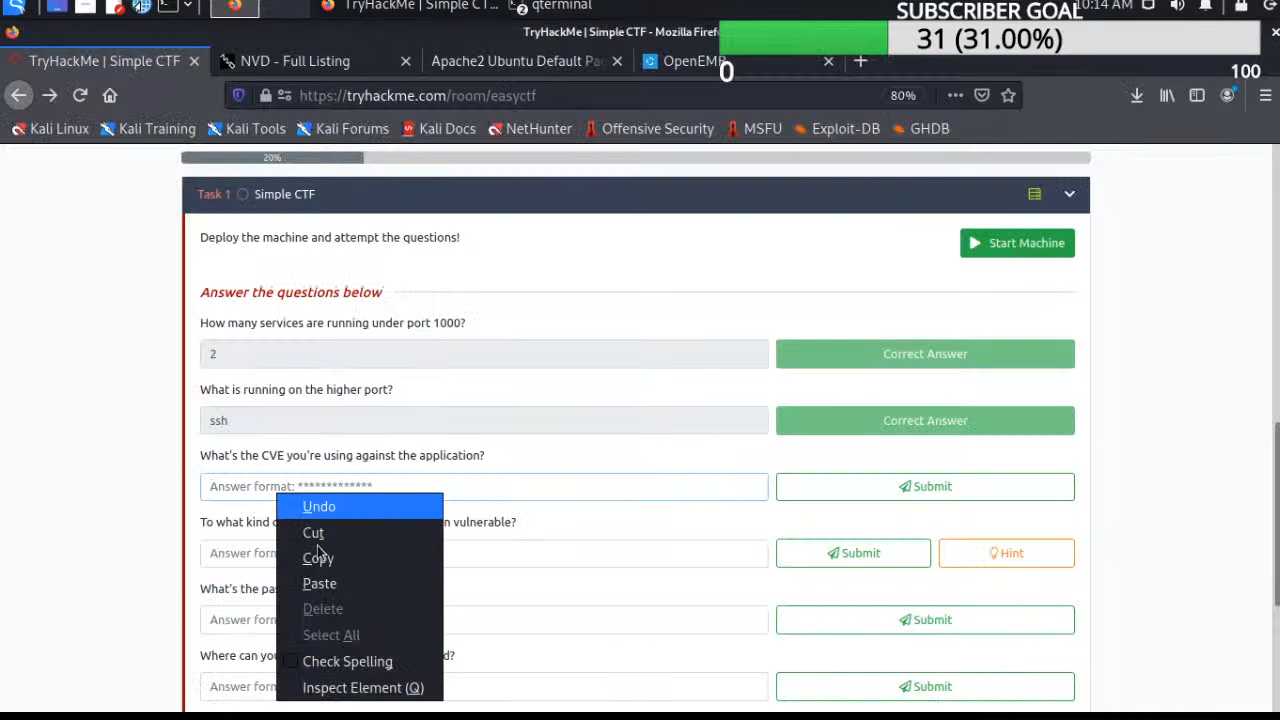 TryHackMe | Simple CT…
qterminal
SUBSCRIBER GOAL
10:14 AM
TryHackMe | Simple CTF - Mozilla Firef
31 (31.00%)
0
100
TryHackMe | Simple CTF
NVD - Full Listing
Apache2 Ubuntu Default Pa
OpenEMR
https://tryhackme.com/room/easyctf
80%
Kali Linux
Kali Training
Kali Tools
Kali Forums
Kali Docs
NetHunter
Offensive Security
MSFU
Exploit-DB
GHDB
20%
Task 1
Simple CTF
Deploy the machine and attempt the questions!
Start Machine
Answer the questions below
How many services are running under port 1000?
2
Correct Answer
What is running on the higher port?
ssh
Correct Answer
What's the CVE you're using against the application?
Answer format: *************
Submit
Undo
To what kind o
n vulnerable?
Cut
Answer form
Copy
Submit
Hint
Paste
What's the pas
Delete
Answer form
Submit
Select All
Where can you
d?
Check Spelling
Answer form
Inspect Element (Q)
Submit